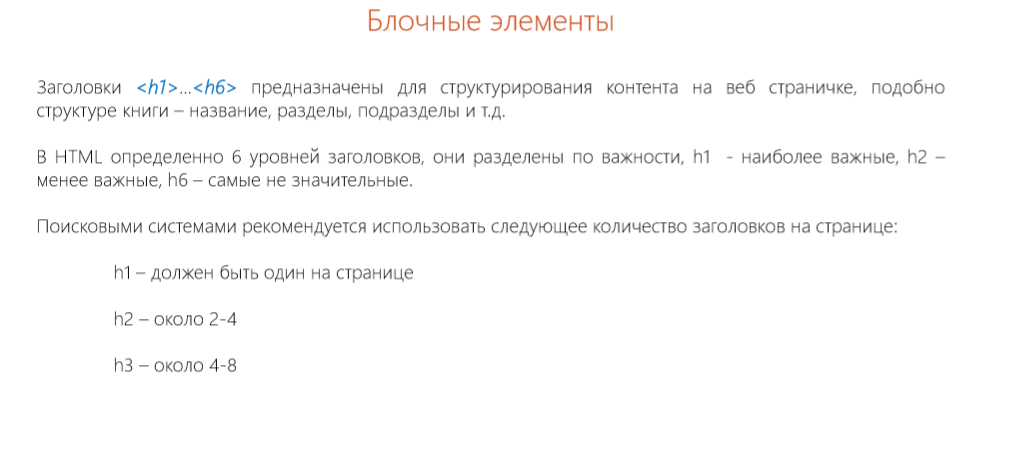 Блочные элементы
Заголовки <h1>...<h6> предназначены для структурирования контента на веб страничке, подобно
структуре книги – название, разделы, подразделы и т.д.
В HTML определенно 6 уровней заголовков, они разделены по важности, h1 - наиболее важные, h2 –
менее важные, h6 – самые не значительные.
Поисковыми системами рекомендуется использовать следующее количество заголовков на странице:
h1 – должен быть один на странице
h2 – около 2-4
h3 – около 4-8